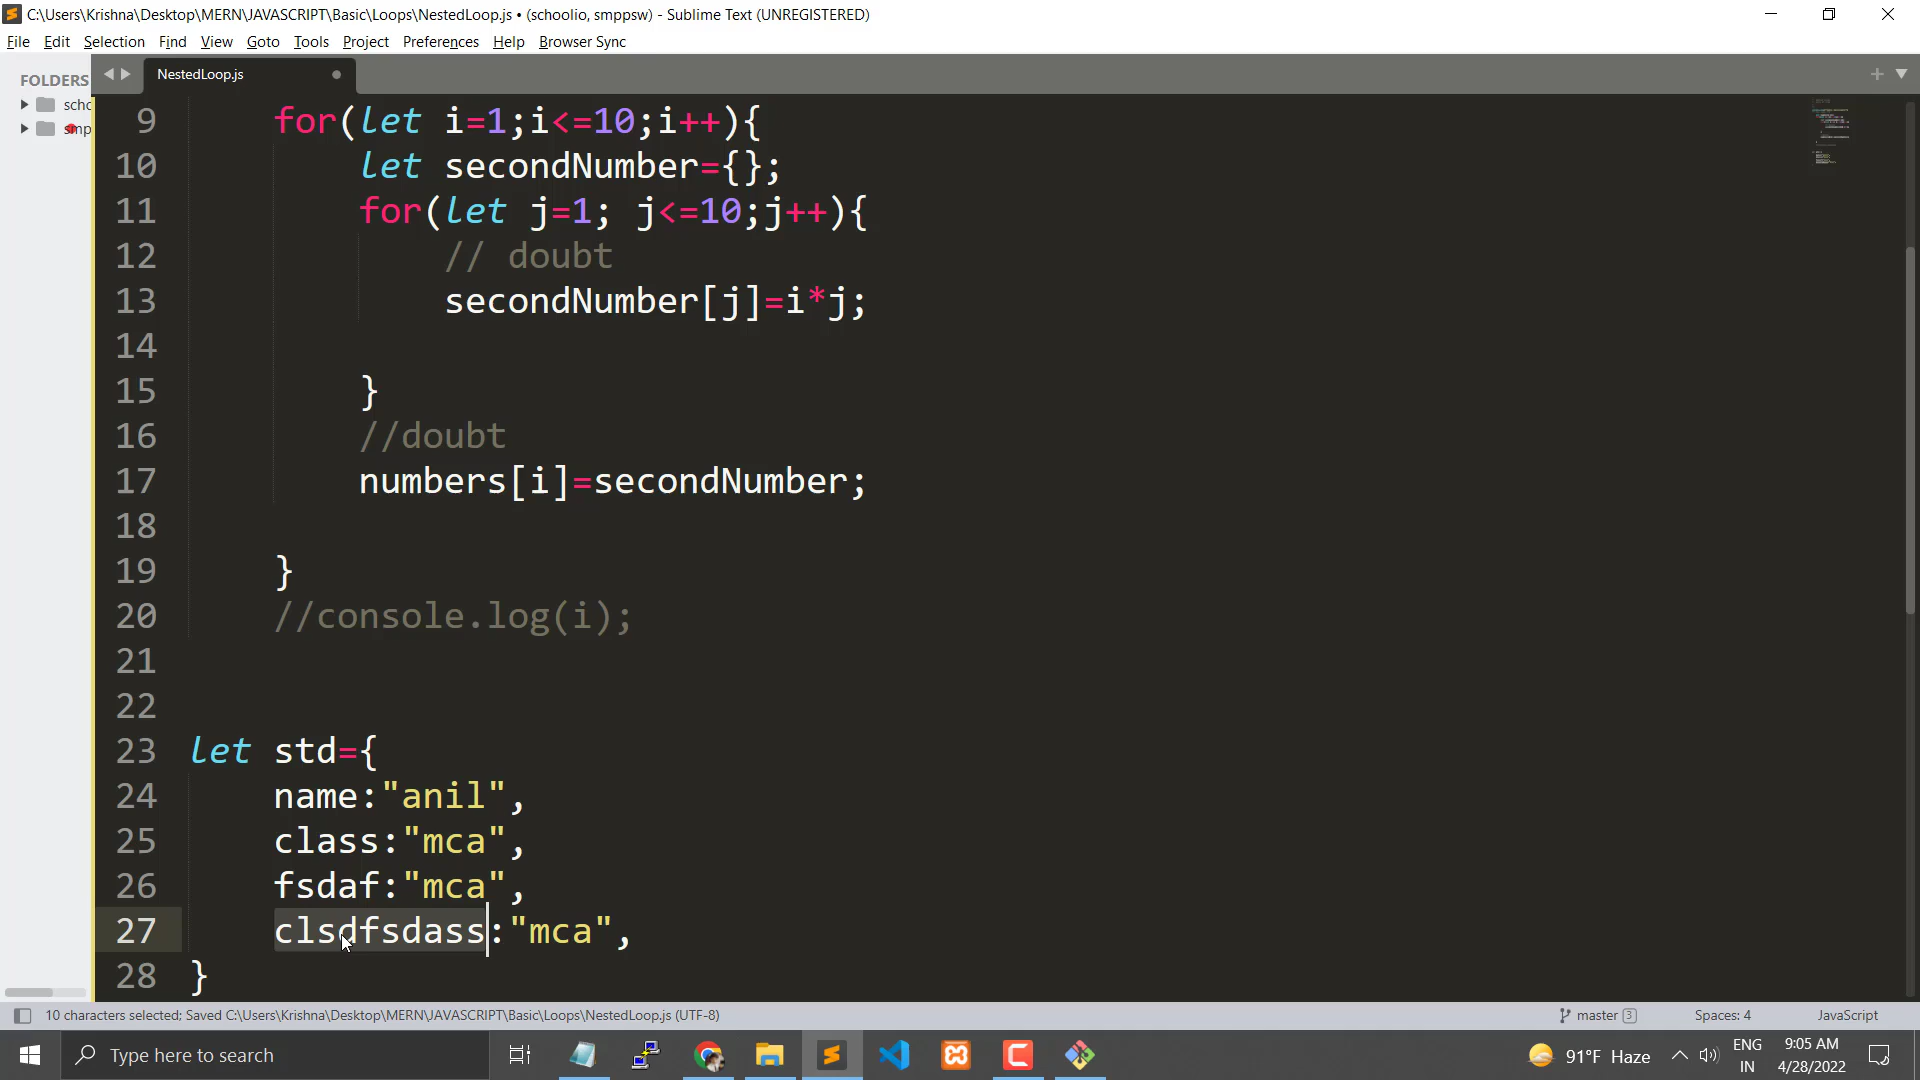 C:\Users\Krishna\Desktop\MERN\JAVASCRIPT\Basic\Loops\NestedLoop.js • (schoolio, smppsw) - Sublime Text (UNREGISTERED)
File Edit Selection Find View Goto Tools Project Preferences Help Browser Sync
FOLDERS
NestedLoop.js
scho
smp
9 for(let i=1;i<=10;i++){
10 let secondNumber={};
11 for(let j=1; j<=10;j++){
12 // doubt
13 secondNumber[j]=i*j;
14
15 }
16 //doubt
17 numbers[i]=secondNumber;
18
19 }
20 //console.log(i);
21
22
23 let std={
24 name:"anil",
25 class:"mca",
26 fsdaf:"mca",
27 clsdfsdass:"mca",
28 }
10 characters selected; Saved C:\Users\Krishna\Desktop\MERN\JAVASCRIPT\Basic\Loops\NestedLoop.js (UTF-8) master 3 Spaces: 4 JavaScript
Type here to search
91°F Haze
ENG
IN
9:05 AM
4/28/2022